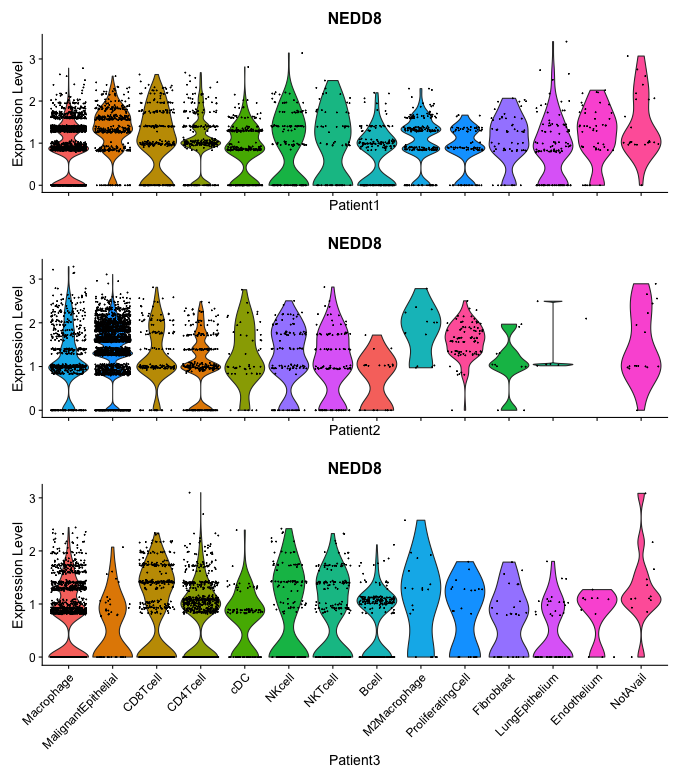 NEDD8
Expression Level
3
2
1
0
Patient1
NEDD8
Expression Level
3
2
1
0
Patient2
NEDD8
Expression Level
3
2
1
0
Macrophage
MalignantEpithelial
CD8Tcell
CD4Tcell
cDC
NKcell
NKTcell
Bcell
M2Macrophage
ProliferatingCell
Fibroblast
LungEpithelium
Endothelium
NotAvail
Patient3